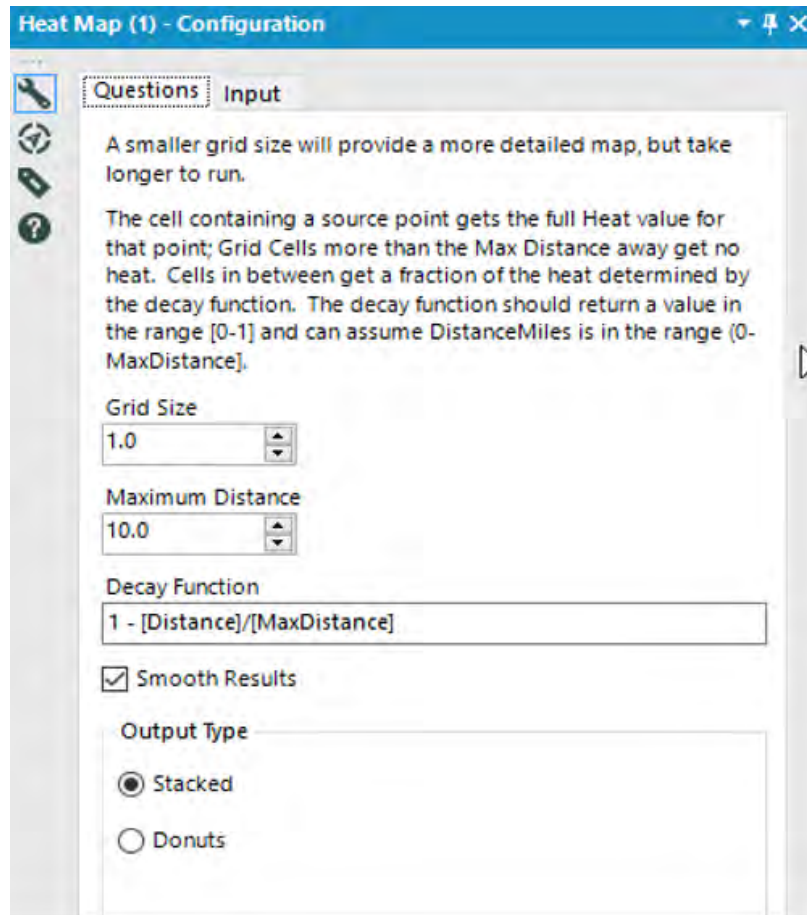 Heat Map (1) - Configuration
Questions Input
A smaller grid size will provide a more detailed map, but take
longer to run.
The cell containing a source point gets the full Heat value for
that point; Grid Cells more than the Max Distance away get no
heat. Cells in between get a fraction of the heat determined by
the decay function. The decay function should return a value in
the range [0-1] and can assume DistanceMiles is in the range (0-
MaxDistance].
Grid Size
1.0
Maximum Distance
10.0
Decay Function
1 - [Distance]/[MaxDistance]
Smooth Results
Output Type
Stacked
Donuts